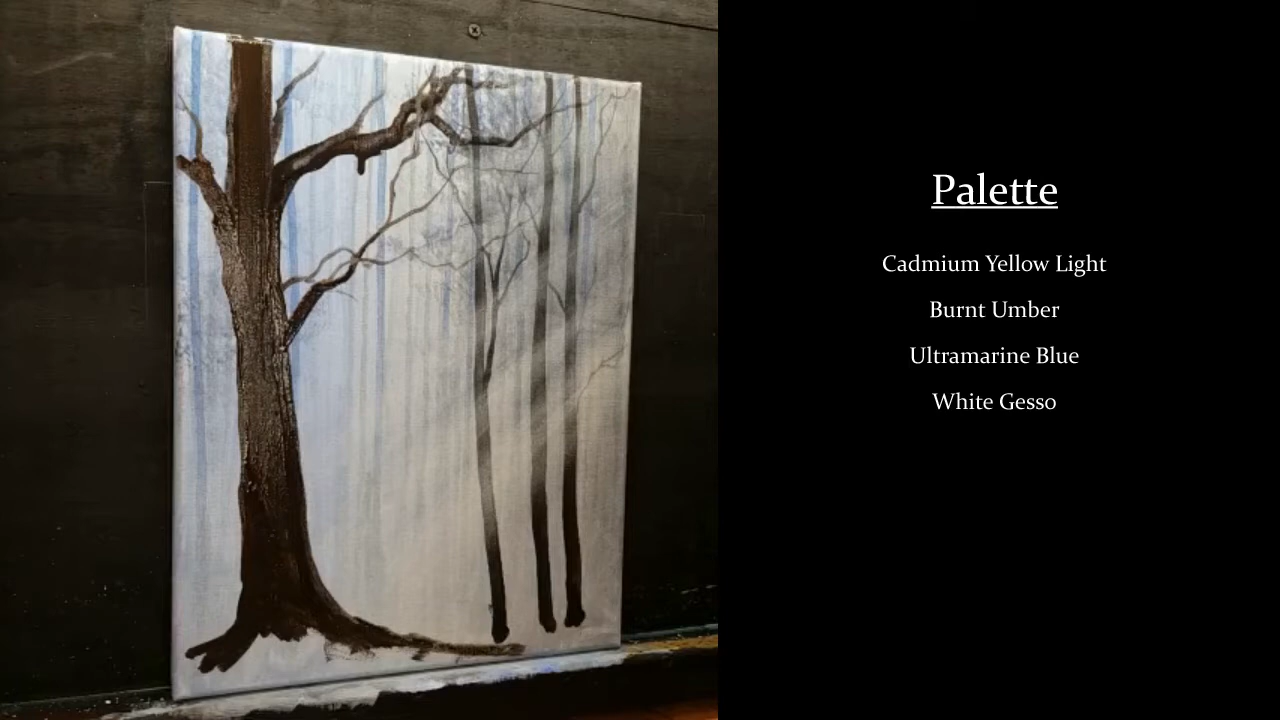 Palette
Cadmium Yellow Light
Burnt Umber
Ultramarine Blue
White Gesso